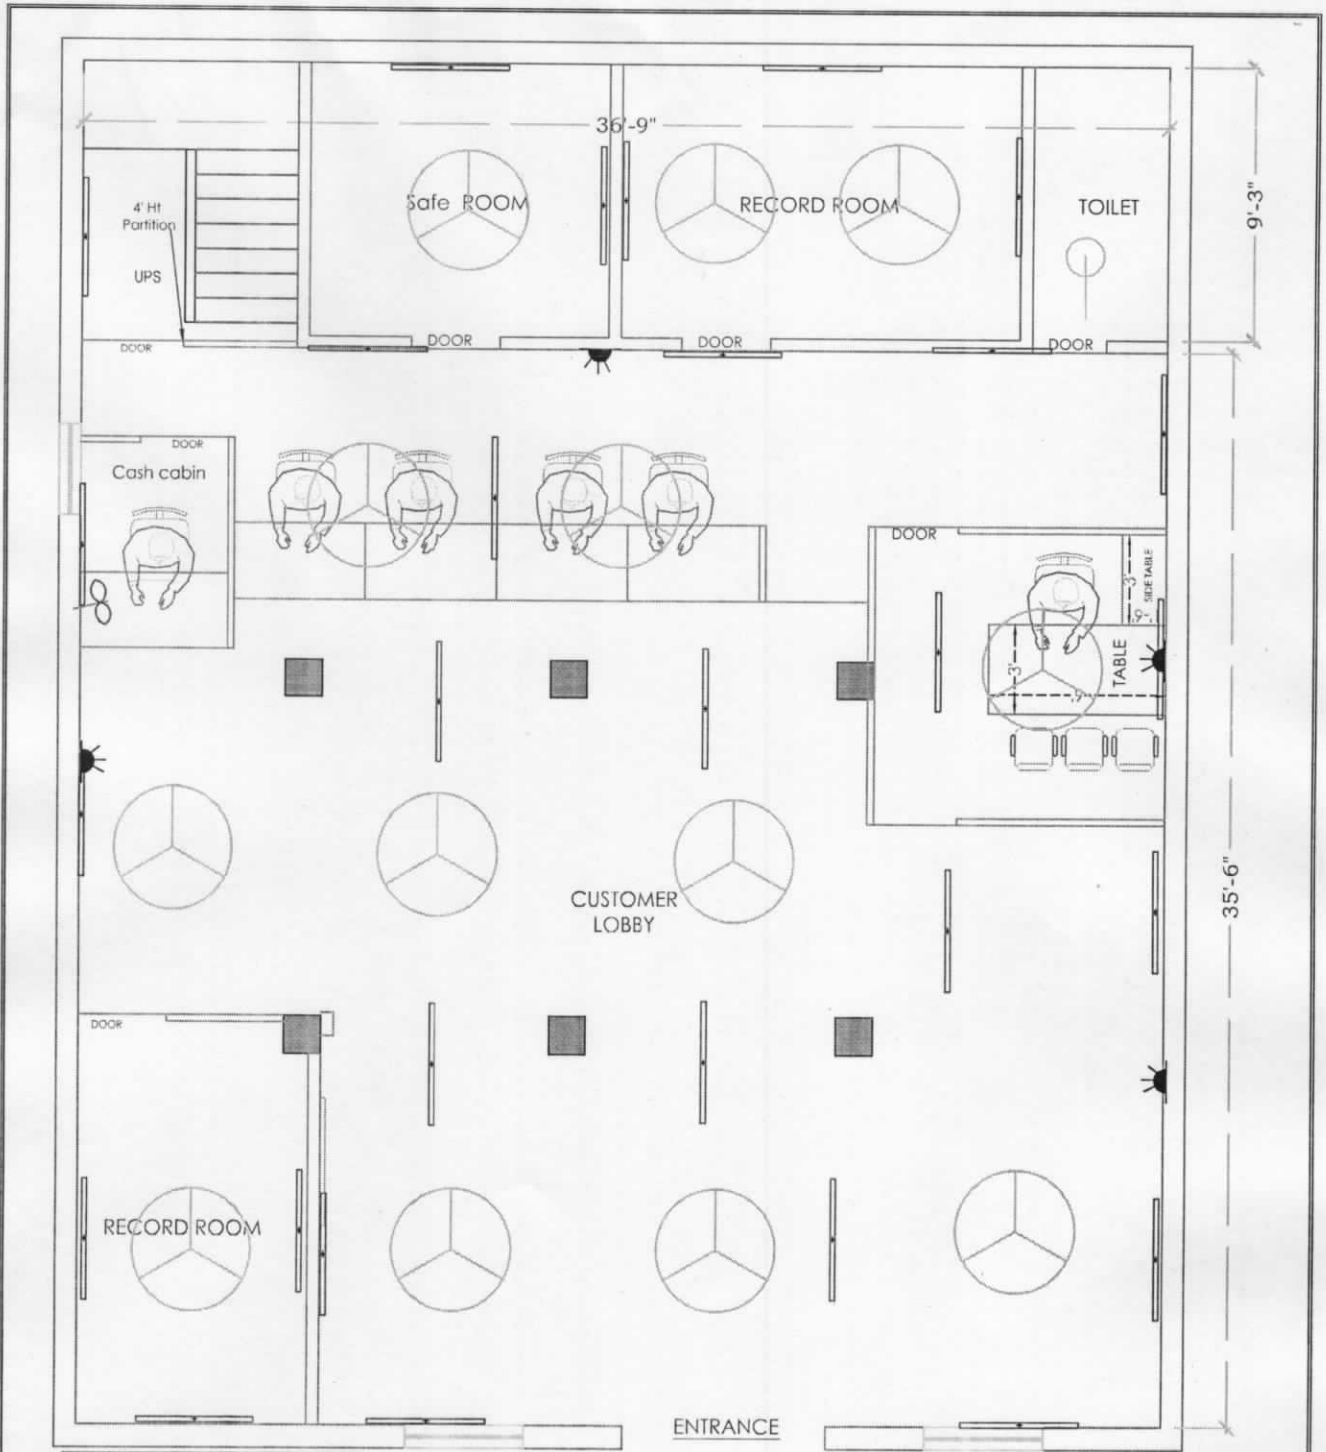 36'-9"
4' Ht
Partition
UPS
Safe ROOM
RECORD ROOM
TOILET
9'-3"
DOOR
DOOR
DOOR
DOOR
DOOR
Cash cabin
DOOR
3'
SIDE TABLE
3'
TABLE
CUSTOMER
LOBBY
35'-6"
DOOR
RECORD ROOM
ENTRANCE